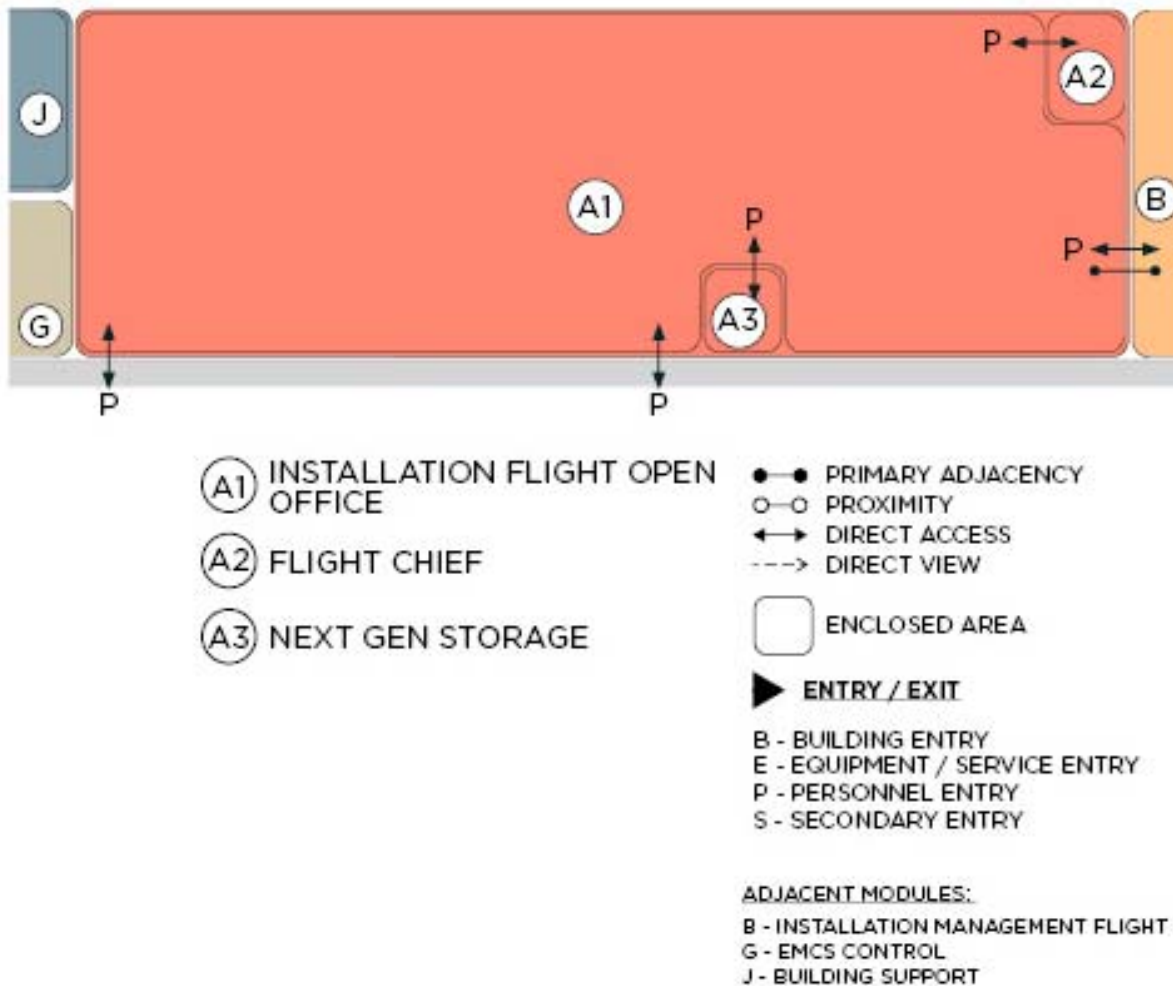 P
A2
J
A1
B
P
P
A3
G
P
P
A1 INSTALLATION FLIGHT OPEN
OFFICE
A2 FLIGHT CHIEF
A3 NEXT GEN STORAGE
PRIMARY ADJACENCY
PROXIMITY
DIRECT ACCESS
DIRECT VIEW
ENCLOSED AREA
ENTRY / EXIT
B - BUILDING ENTRY
E - EQUIPMENT / SERVICE ENTRY
P - PERSONNEL ENTRY
S - SECONDARY ENTRY
ADJACENT MODULES:
B - INSTALLATION MANAGEMENT FLIGHT
G - EMCS CONTROL
J - BUILDING SUPPORT